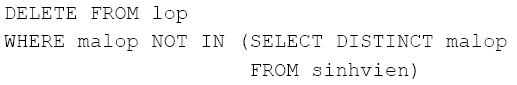 DELETE FROM lop
WHERE malop NOT IN (SELECT DISTINCT malop
FROM sinhvien)